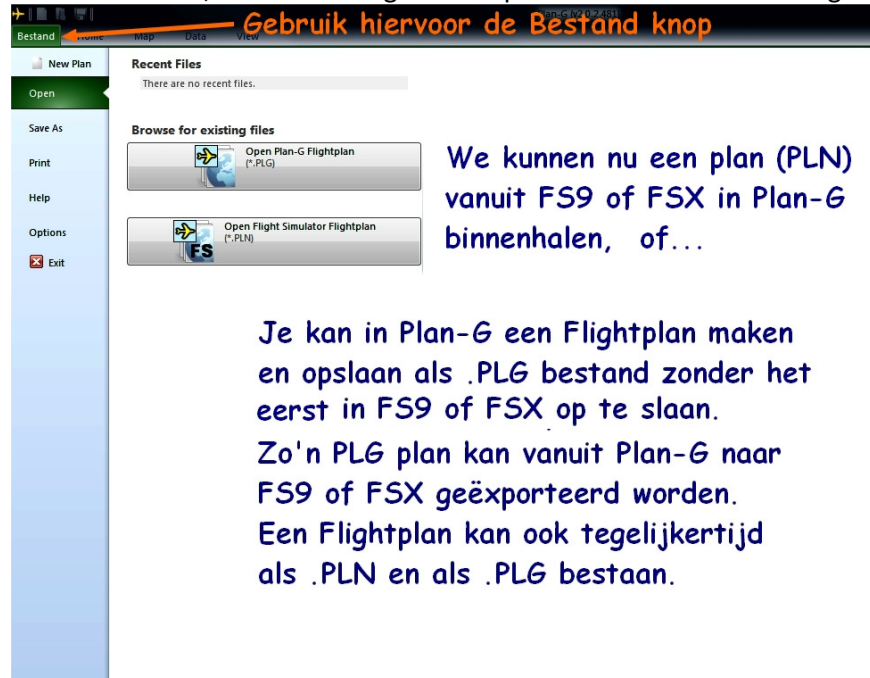 Gebruik hiervoor de Bestand knop
Bestand Home Map Data View
New Plan
Open
Save As
Print
Help
Options
Exit
Recent Files
There are no recent files.
Browse for existing files
Open Plan-G Flightplan
(*.PLG)
Open Flight Simulator Flightplan
(*.PLN)
FS
We kunnen nu een plan (PLN)
vanuit FS9 of FSX in Plan-G
binnenhalen, of...
Je kan in Plan-G een Flightplan maken
en opslaan als .PLG bestand zonder het
eerst in FS9 of FSX op te slaan.
Zo'n PLG plan kan vanuit Plan-G naar
FS9 of FSX geëxporteerd worden.
Een Flightplan kan ook tegelijkertijd
als .PLN en als .PLG bestaan.